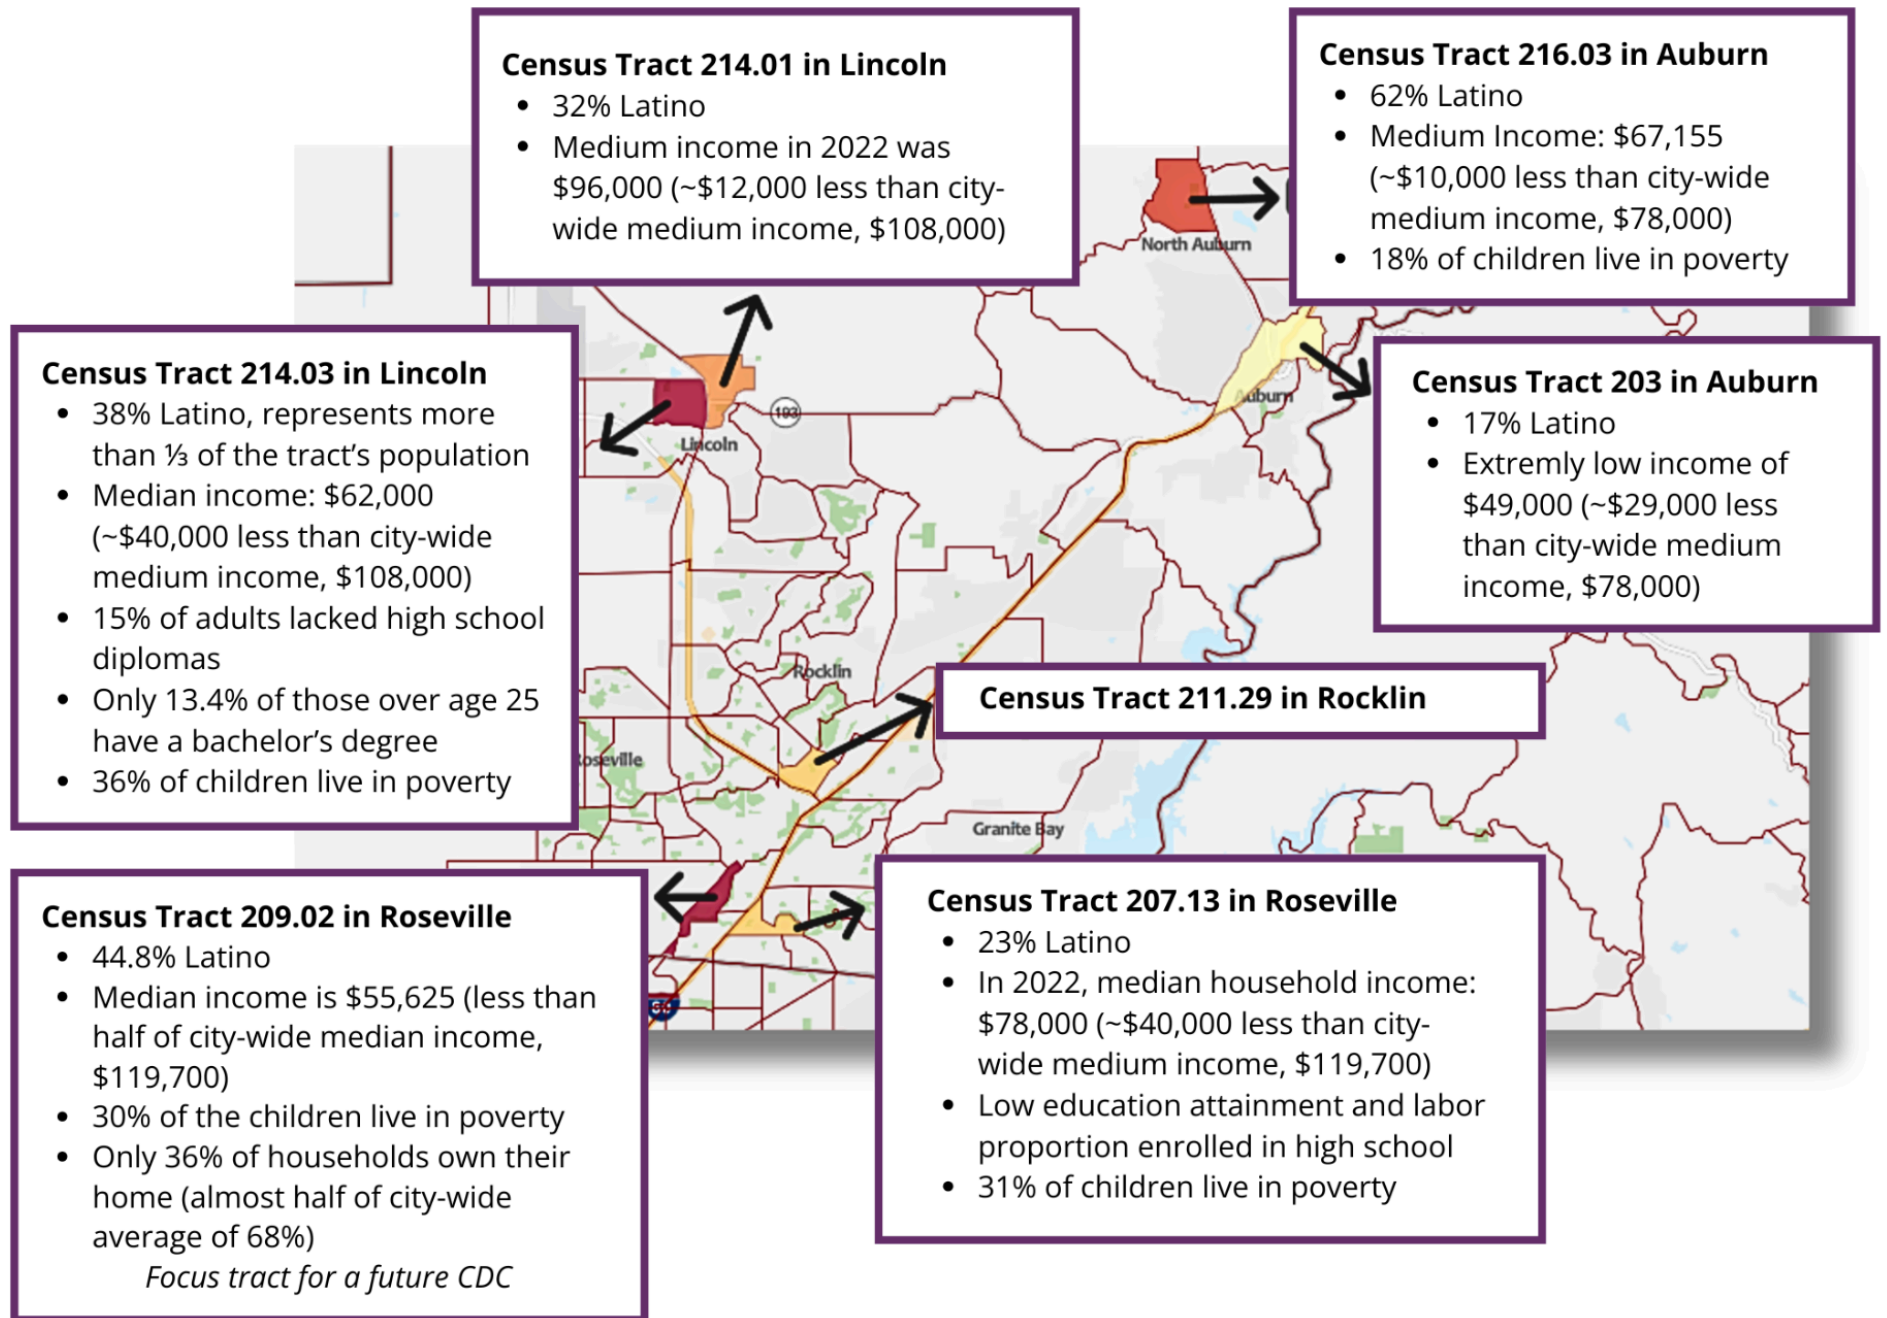 Census Tract 214.01 in Lincoln
• 32% Latino
• Medium income in 2022 was
$96,000 (~$12,000 less than city-
wide medium income, $108,000)
Census Tract 216.03 in Auburn
• 62% Latino
• Medium Income: $67,155
(~$10,000 less than city-wide
medium income, $78,000)
• 18% of children live in poverty
North Auburn
Census Tract 214.03 in Lincoln
• 38% Latino, represents more
than ⅓ of the tract's population
• Median income: $62,000
(~$40,000 less than city-wide
medium income, $108,000)
• 15% of adults lacked high school
diplomas
• Only 13.4% of those over age 25
have a bachelor's degree
• 36% of children live in poverty
193
Lincoln
Auburn
Census Tract 203 in Auburn
• 17% Latino
• Extremly low income of
$49,000 (~$29,000 less
than city-wide medium
income, $78,000)
Rocklin
Census Tract 211.29 in Rocklin
Roseville
Granite Bay
Census Tract 209.02 in Roseville
• 44.8% Latino
• Median income is $55,625 (less than
half of city-wide median income,
$119,700)
• 30% of the children live in poverty
• Only 36% of households own their
home (almost half of city-wide
average of 68%)
Focus tract for a future CDC
Census Tract 207.13 in Roseville
• 23% Latino
• In 2022, median household income:
$78,000 (~$40,000 less than city-
wide medium income, $119,700)
• Low education attainment and labor
proportion enrolled in high school
• 31% of children live in poverty